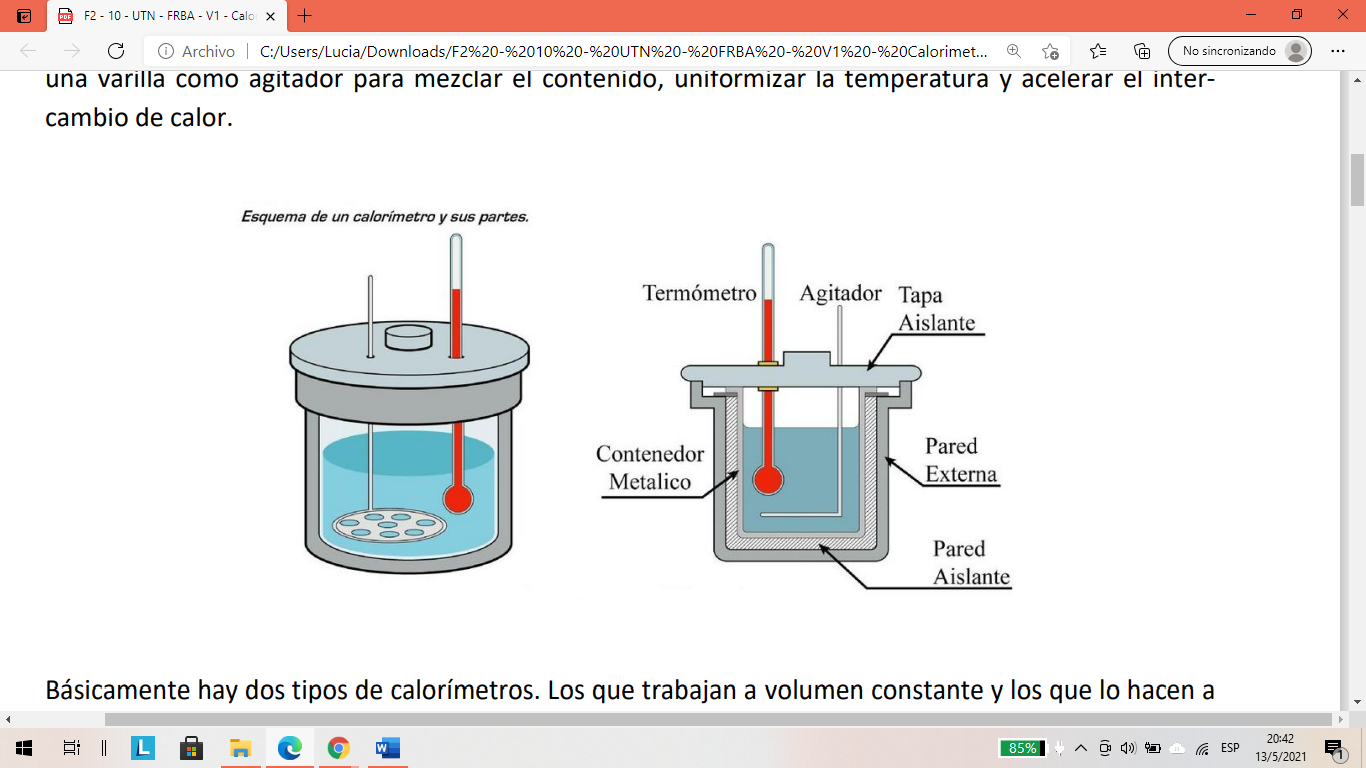 F2 - 10 - UTN - FRBA - V1 - Calo
Archivo
C:/Users/Lucia/Downloads/F2%20-%2010%20-%20UTN%20-%20FRBA%20-%20V1%20-%20Calorimet...
No sincronizando
una varilla como agitador para mezclar el contenido, uniformizar la temperatura y acelerar el inter-
cambio de calor.
Esquema de un calorímetro y sus partes.
Termómetro
Agitador
Tapa
Aislante
Contenedor
Metalico
Pared
Externa
Pared
Aislante
Básicamente hay dos tipos de calorímetros. Los que trabajan a volumen constante y los que lo hacen a
85%
ESP
20:42
13/5/2021
1